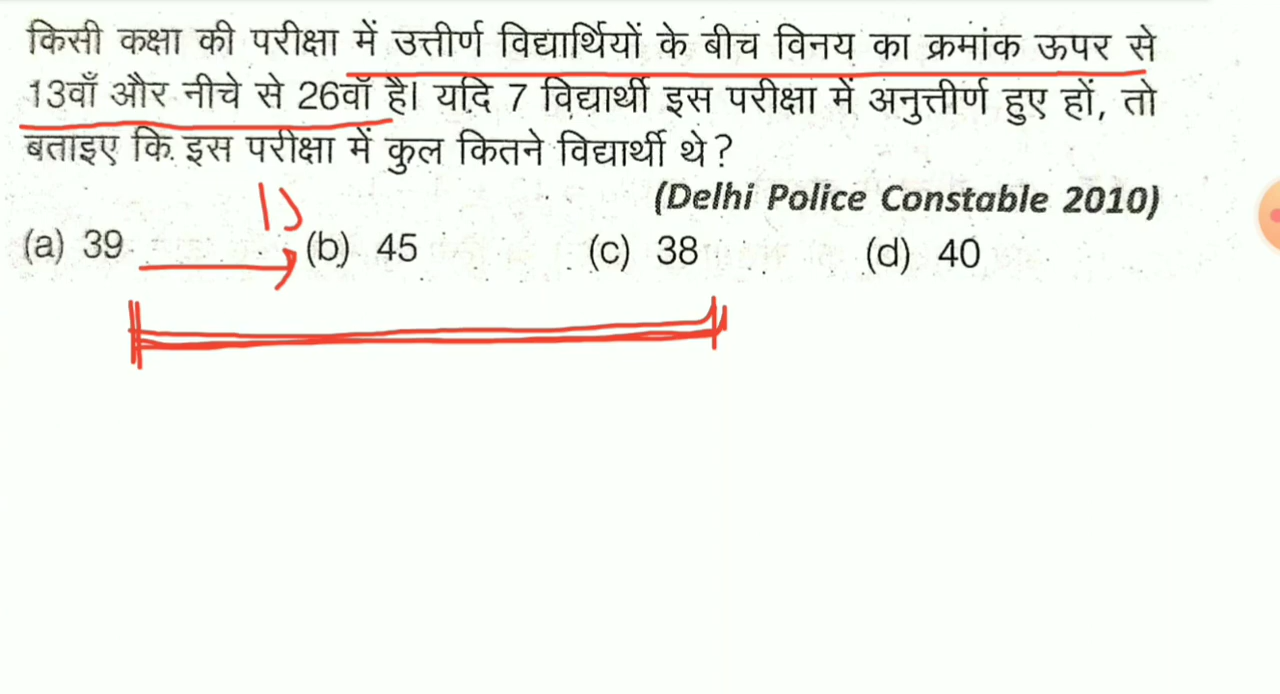 किसी कक्षा की परीक्षा में उत्तीर्ण विद्यार्थियों के बीच विनय का क्रमांक ऊपर से
13वाँ और नीचे से 26वाँ है। यदि 7 विद्यार्थी इस परीक्षा में अनुत्तीर्ण हुए हों, तो
बताइए कि इस परीक्षा में कुल कितने विद्यार्थी थे?
(Delhi Police Constable 2010)
(a) 39 (b) 45 (c) 38 (d) 40